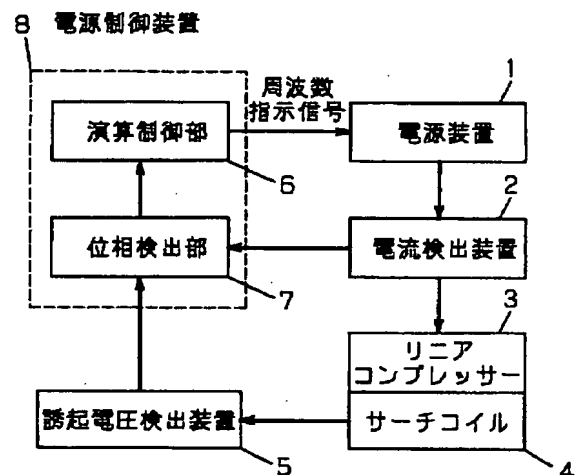 8 電源制御装置
周波数
指示信号
1
演算制御部
電源装置
6
2
位相検出部
電流検出装置
7
3
リニア
コンプレッサー
誘起電圧検出装置
サーチコイル
5
4